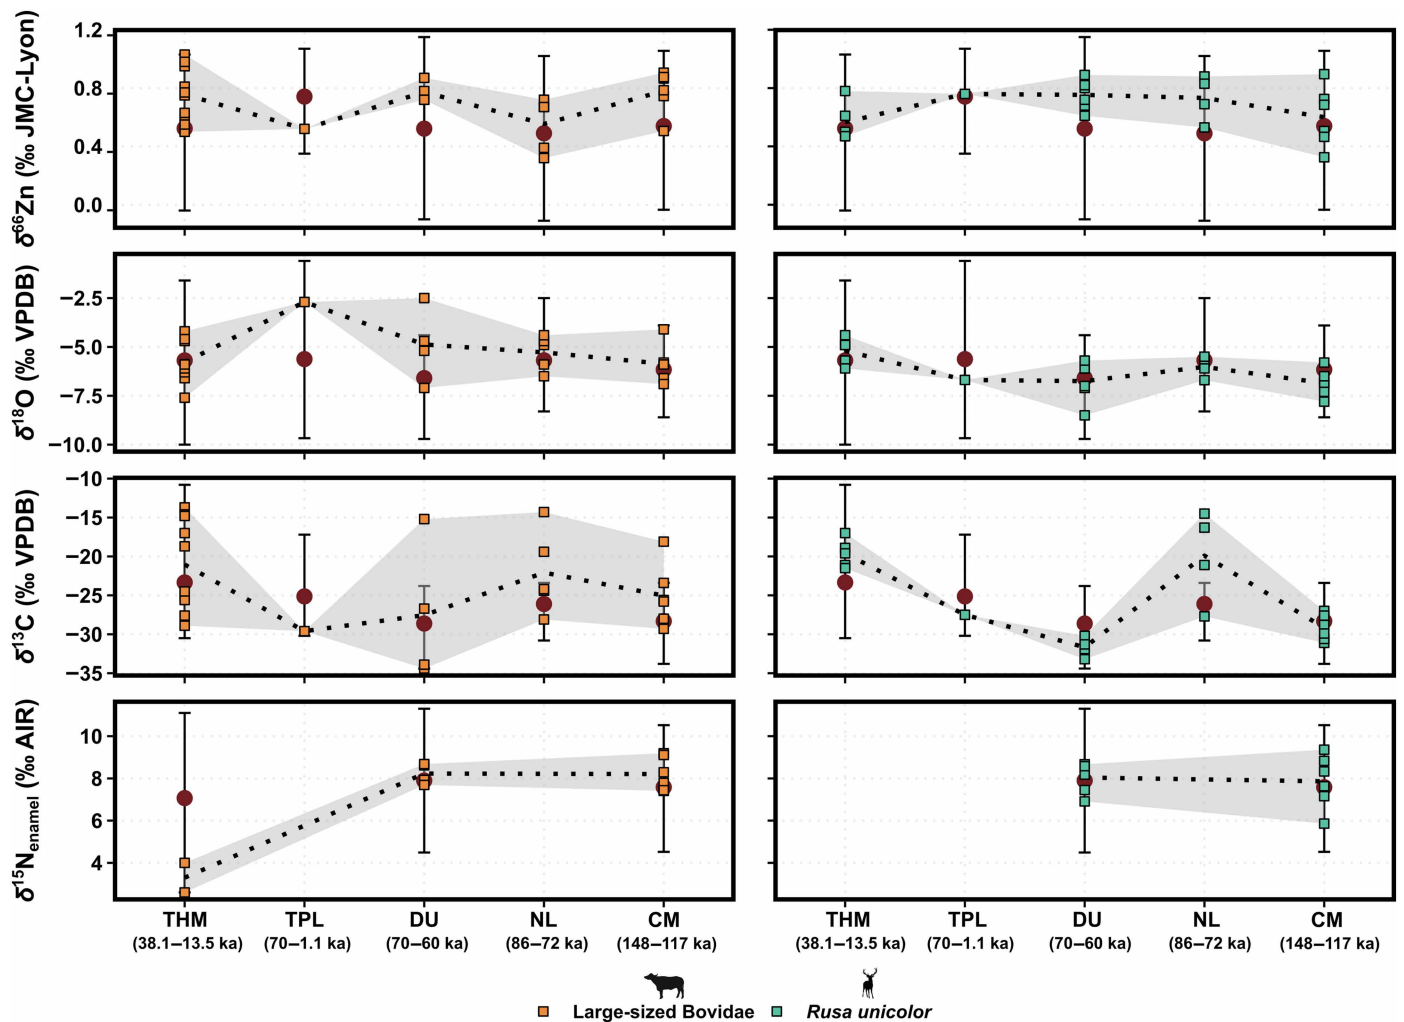 δ⁶⁶Zn (‰ JMC-Lyon)
1.2
0.8
0.4
0.0
δ¹⁸O (‰ VPDB)
−2.5
−5.0
−7.5
−10.0
δ¹³C (‰ VPDB)
−10
−15
−20
−25
−30
−35
δ¹⁵Nenamel (‰ AIR)
10
8
6
4
THM TPL DU NL CM THM TPL DU NL CM
(38.1–13.5 ka) (70–1.1 ka) (70–60 ka) (86–72 ka) (148–117 ka) (38.1–13.5 ka) (70–1.1 ka) (70–60 ka) (86–72 ka) (148–117 ka)
Large-sized Bovidae Rusa unicolor